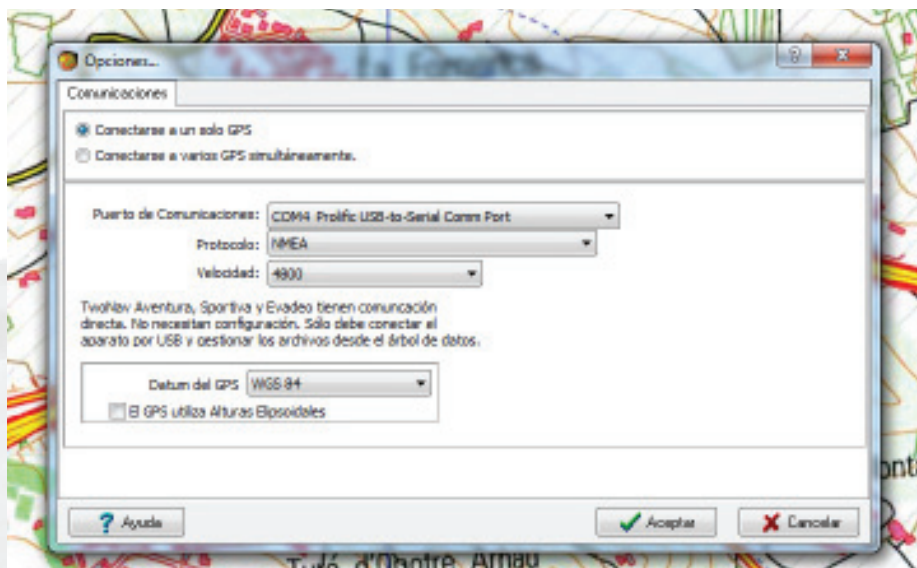 Opciones...
Comunicaciones
Conectarse a un solo GPS
Conectarse a varios GPS simultáneamente.
Puerto de Comunicaciones: COM4 Prolific USB-to-Serial Comm Port
Protocolo: NMEA
Velocidad: 4800
TwoNav Aventura, Sportiva y Evadeo tienen comuncación
directa. No necesitan configuración. Sólo debe conectar el
aparato por USB y gestionar los archivos desde el árbol de datos.
Datum del GPS WGS 84
El GPS utiliza Alturas Elipsoidales
? Ayuda
Aceptar
Cancelar